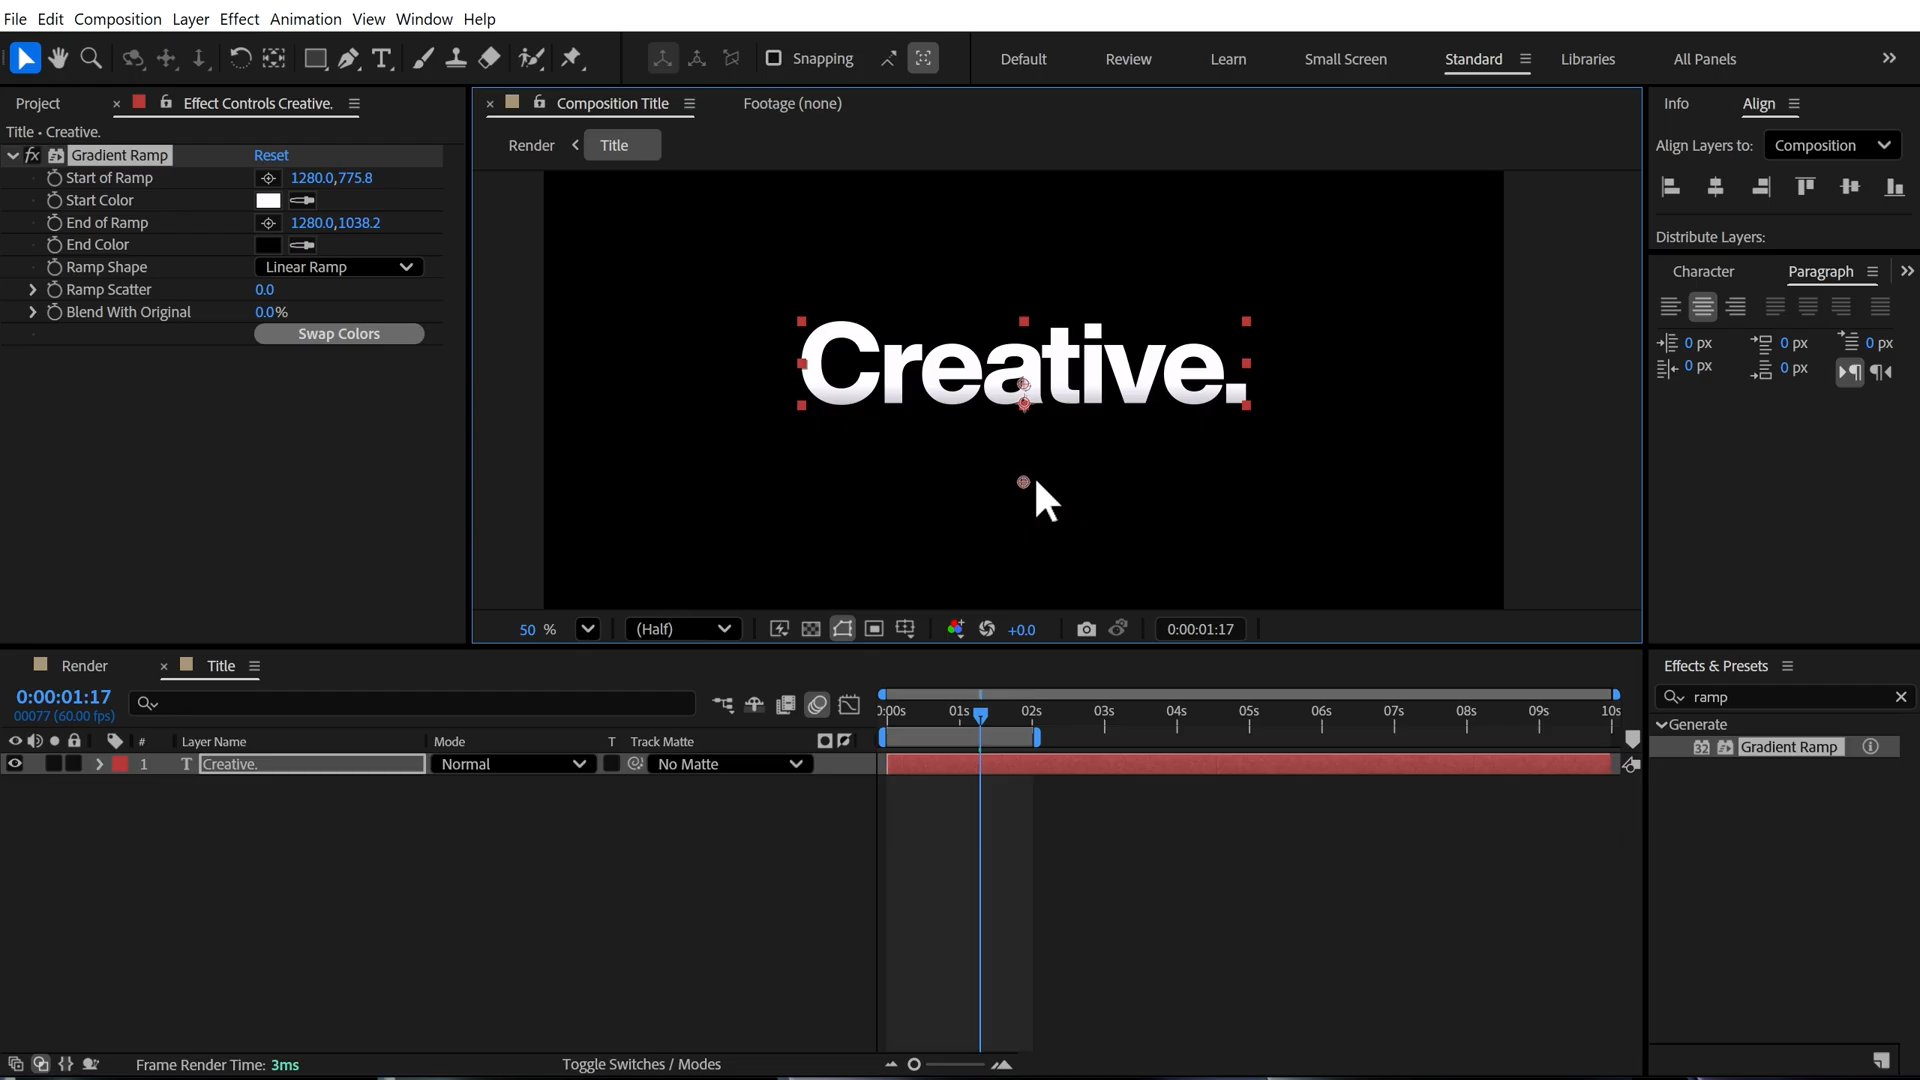 File Edit Composition Layer Effect Animation View Window Help
Snapping Default Review Learn Small Screen Standard Libraries All Panels
Project Effect Controls Creative. Composition Title Footage (none) Info Align
Title • Creative.
Render Title Align Layers to: Composition
fx Gradient Ramp Reset
Start of Ramp 1280.0,775.8
Start Color
End of Ramp 1280.0,1038.2
End Color Distribute Layers:
Ramp Shape Linear Ramp Character Paragraph
Ramp Scatter 0.0
Blend With Original 0.0%
Swap Colors
0 px 0 px 0 px
0 px 0 px
Creative.
50 % (Half) +0.0 0:00:01:17
Render Title Effects & Presets
0:00:01:17
00077 (60.00 fps)
ramp
0:00s 01s 02s 03s 04s 05s 06s 07s 08s 09s 10s
Generate
# Layer Name Mode T Track Matte
32 Gradient Ramp
1 T Creative. Normal No Matte
Frame Render Time: 3ms Toggle Switches / Modes